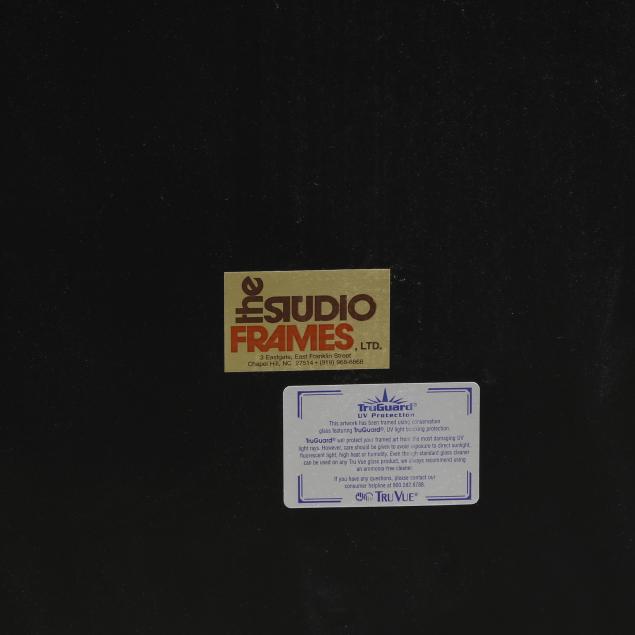 the STUDIO
FRAMES, LTD.
3 Eastgate, East Franklin Street
Chapel Hill, NC 27514 • (919) 968-8868
TruGuard®
UV Protection
This artwork has been framed using conservation
glass featuring TruGuard®, UV light blocking protection.
TruGuard® will protect your framed art from the most damaging UV
light rays. However, care should be given to avoid exposure to direct sunlight,
fluorescent light, high heat or humidity. Even though standard glass cleaner
can be used on any Tru Vue glass product, we always recommend using
an ammonia-free cleaner.
If you have any questions, please contact our
consumer helpline at 800.282.8788.
TRU VUE®